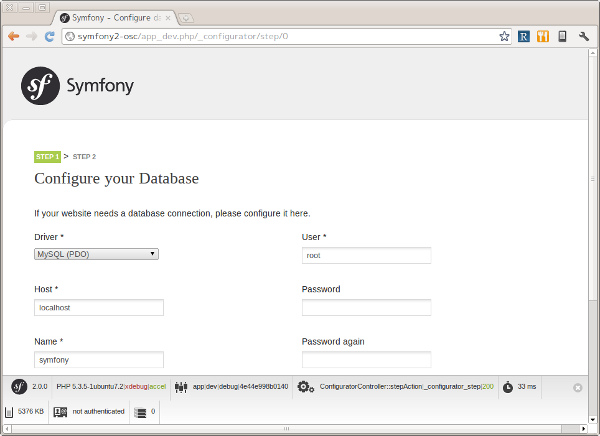 Symfony - Configure da
symfony2-osc/app_dev.php/_configurator/step/0
sf Symfony
STEP 1 > STEP 2
Configure your Database
If your website needs a database connection, please configure it here.
Driver * User *
MySQL (PDO) root
Host * Password
localhost
Name * Password again
symfony
2.0.0 PHP 5.3.5-1ubuntu7.2|xdebug|accel app|dev|debug|4e44e998b0140 ConfiguratorController::stepAction|_configurator_step|200 33 ms
5376 KB not authenticated 0